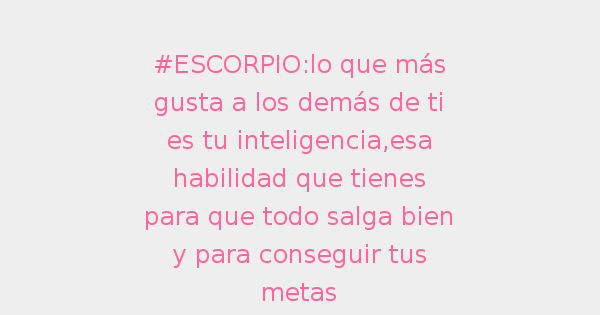 #ESCORPIO:lo que más
gusta a los demás de ti
es tu inteligencia,esa
habilidad que tienes
para que todo salga bien
y para conseguir tus
metas